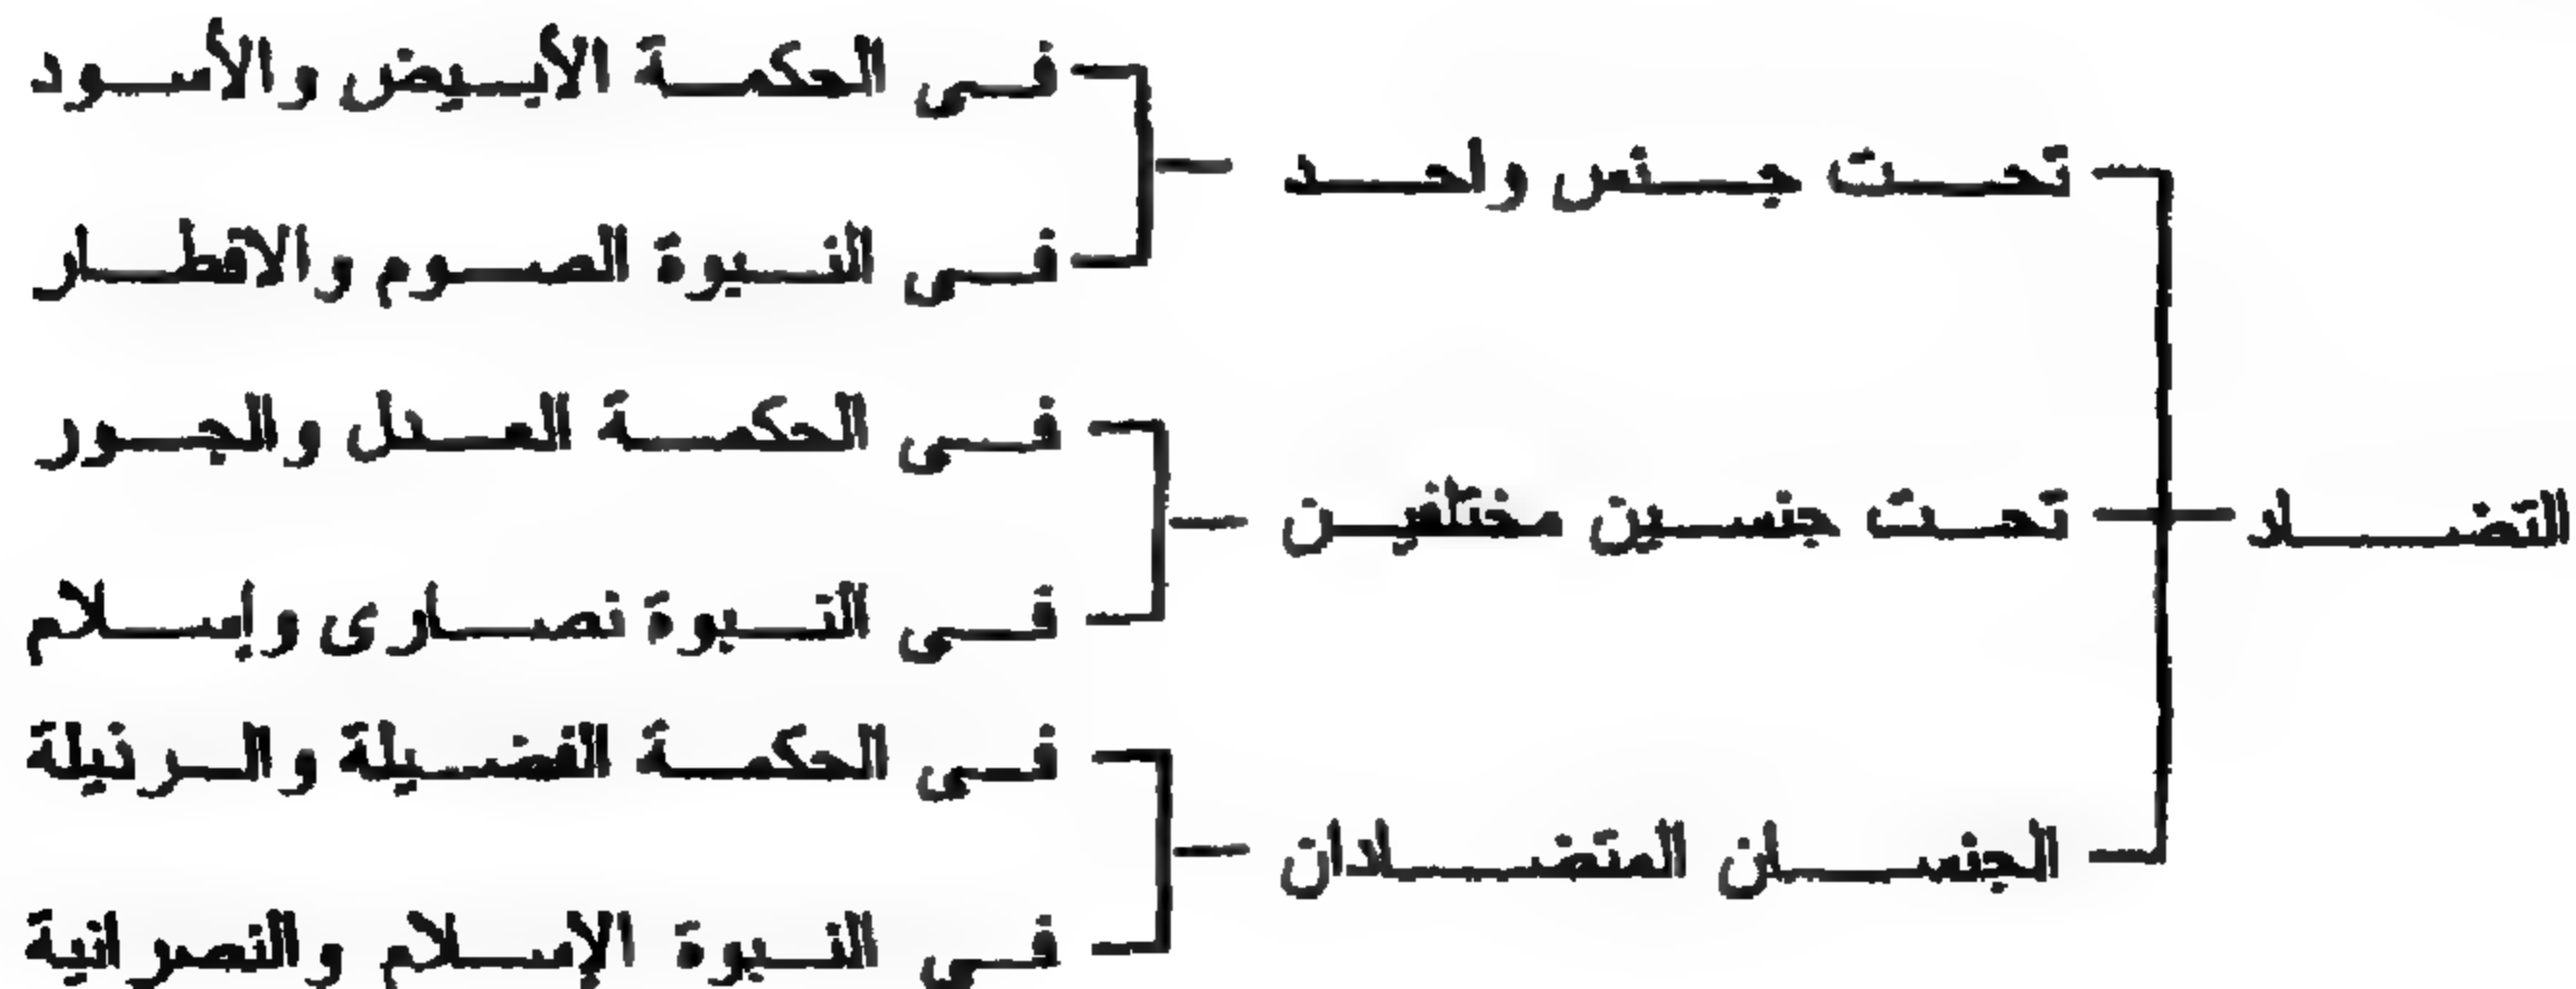 التضاد
تحت جنس واحد
فى الحكمة الأبيض والأسود
فى النبوة الصوم والافطار
تحت جنسين مختلفين
فى الحكمة العدل والجور
فى النبوة نصارى وإسلام
الجنسان المتضادان
فى الحكمة الفضيلة والرذيلة
فى النبوة الإسلام والنصرانية